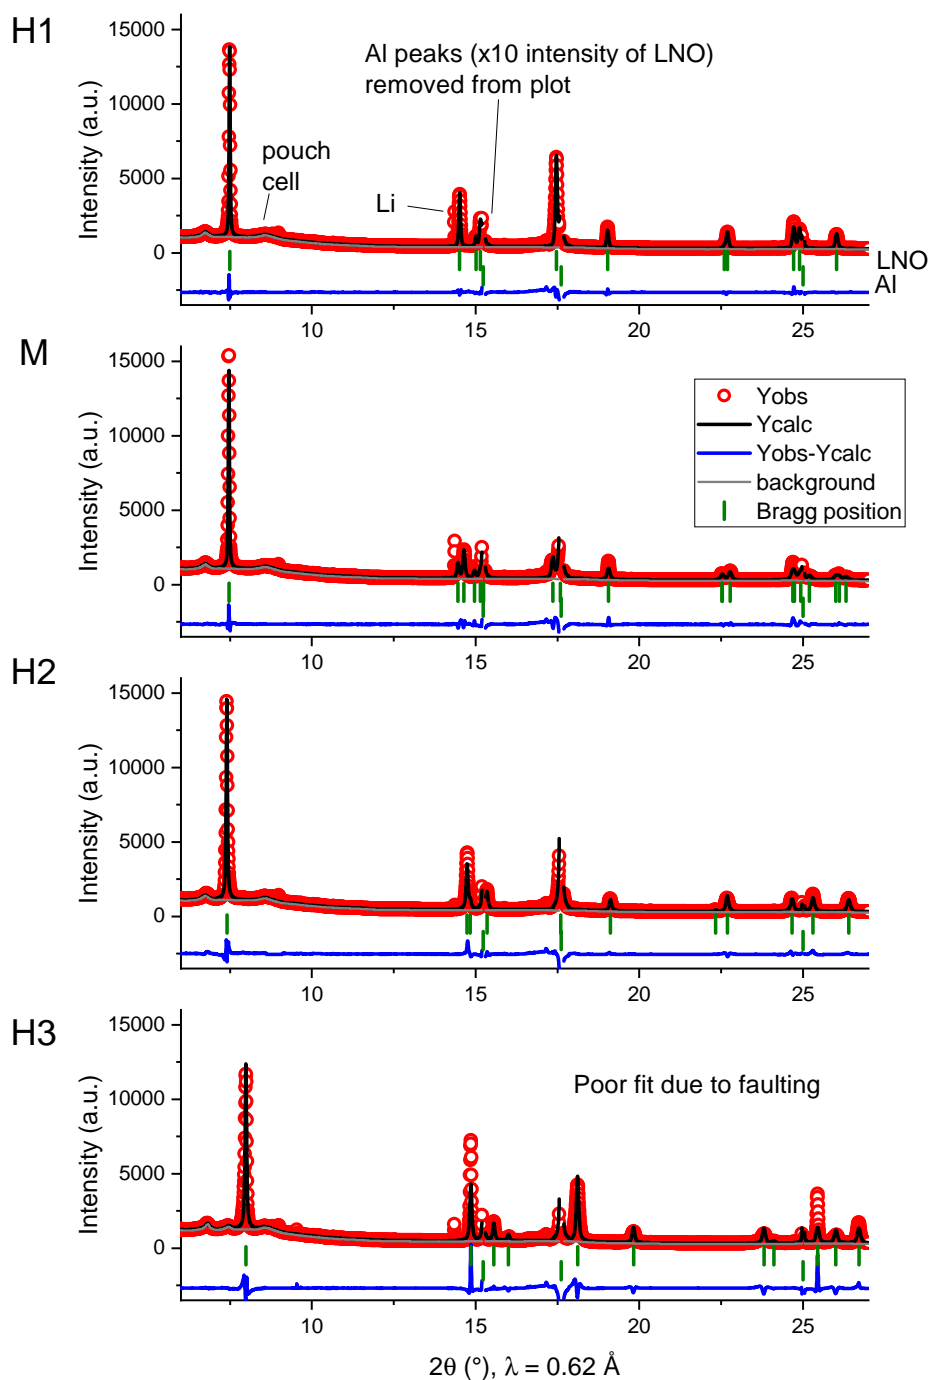 H1
15000
10000
5000
0
Intensity (a.u.)
Al peaks (x10 intensity of LNO)
removed from plot
pouch
cell
Li
LNO
Al
10
15
20
25
M
15000
10000
5000
0
Intensity (a.u.)
Yobs
Ycalc
Yobs-Ycalc
background
Bragg position
10
15
20
25
H2
15000
10000
5000
0
Intensity (a.u.)
10
15
20
25
H3
15000
10000
5000
0
Intensity (a.u.)
Poor fit due to faulting
10
15
20
25
2θ (°), λ = 0.62 Å